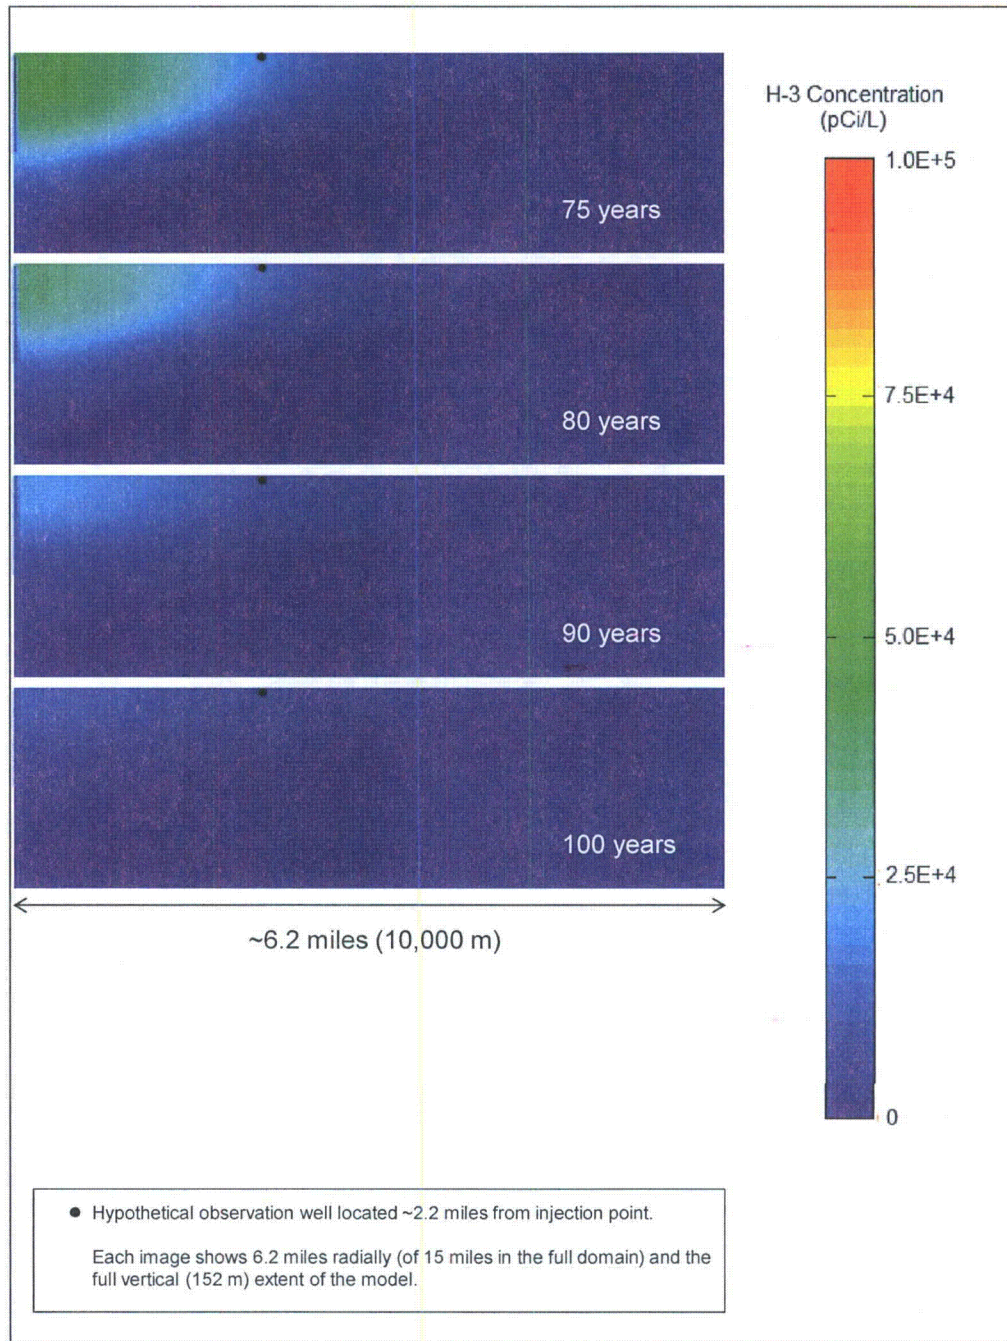 H-3 Concentration
(pCi/L)
1.0E+5
75 years
7.5E+4
80 years
5.0E+4
90 years
2.5E+4
100 years
~6.2 miles (10,000 m)
0
● Hypothetical observation well located ~2.2 miles from injection point.
Each image shows 6.2 miles radially (of 15 miles in the full domain) and the
full vertical (152 m) extent of the model.